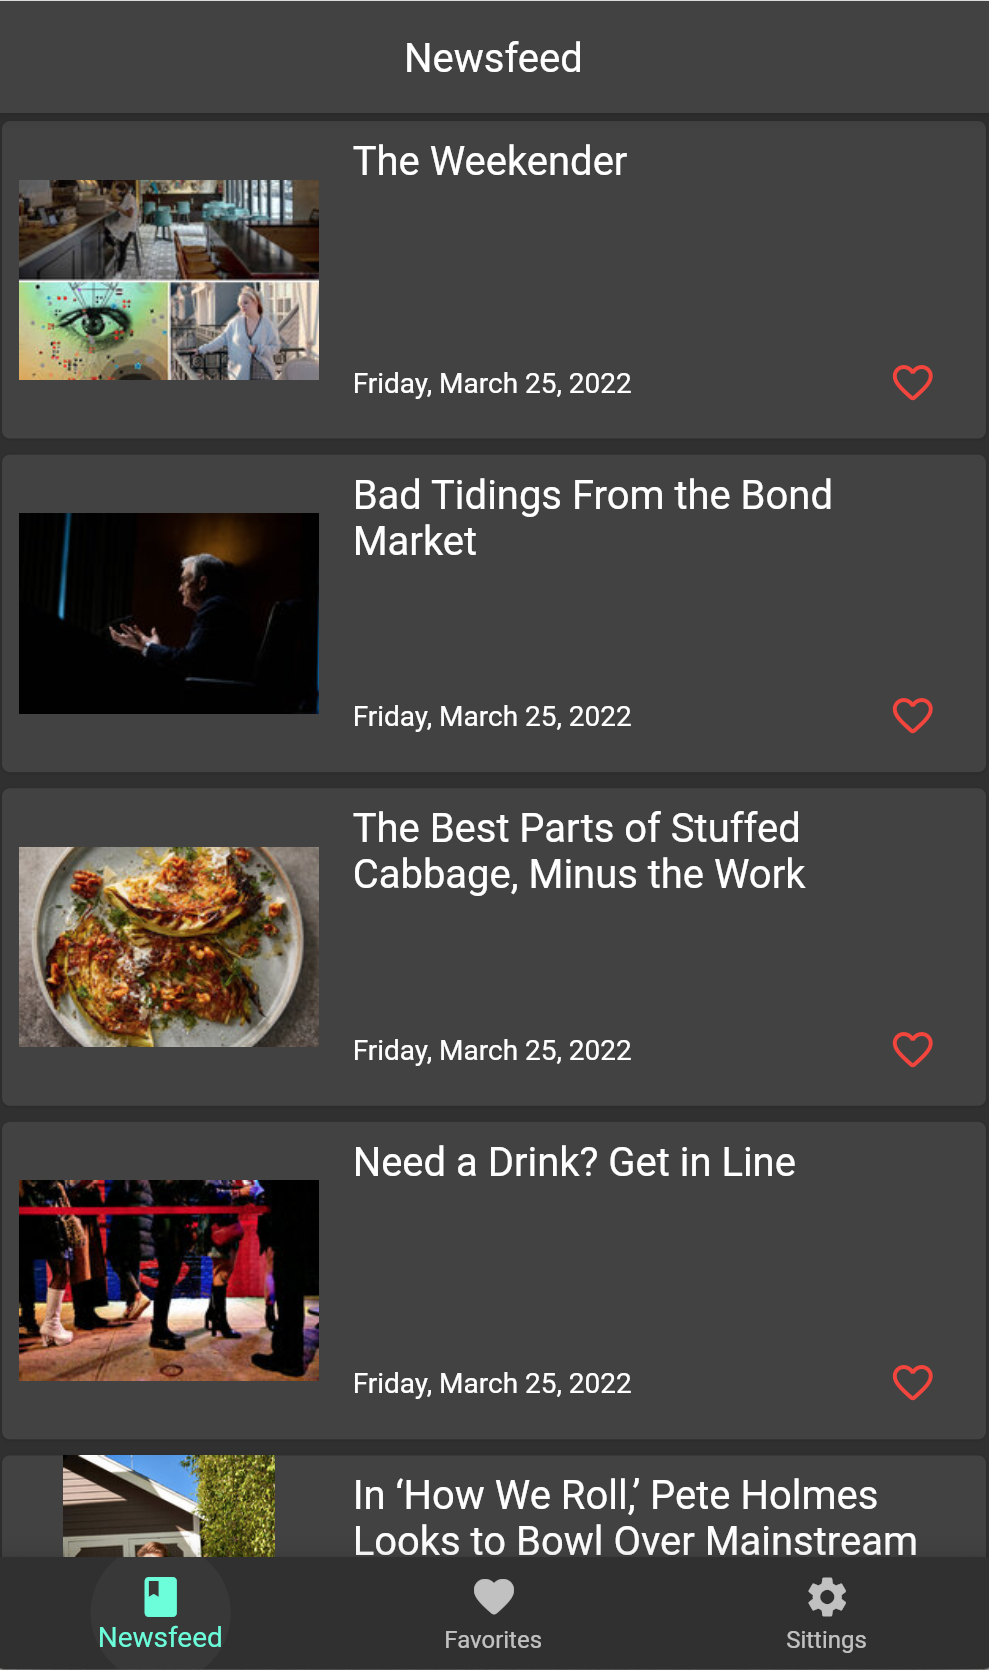 Newsfeed
The Weekender
Friday, March 25, 2022
Bad Tidings From the Bond
Market
Friday, March 25, 2022
The Best Parts of Stuffed
Cabbage, Minus the Work
Friday, March 25, 2022
Need a Drink? Get in Line
Friday, March 25, 2022
In ‘How We Roll,’ Pete Holmes
Looks to Bowl Over Mainstream
Newsfeed
Favorites
Sittings